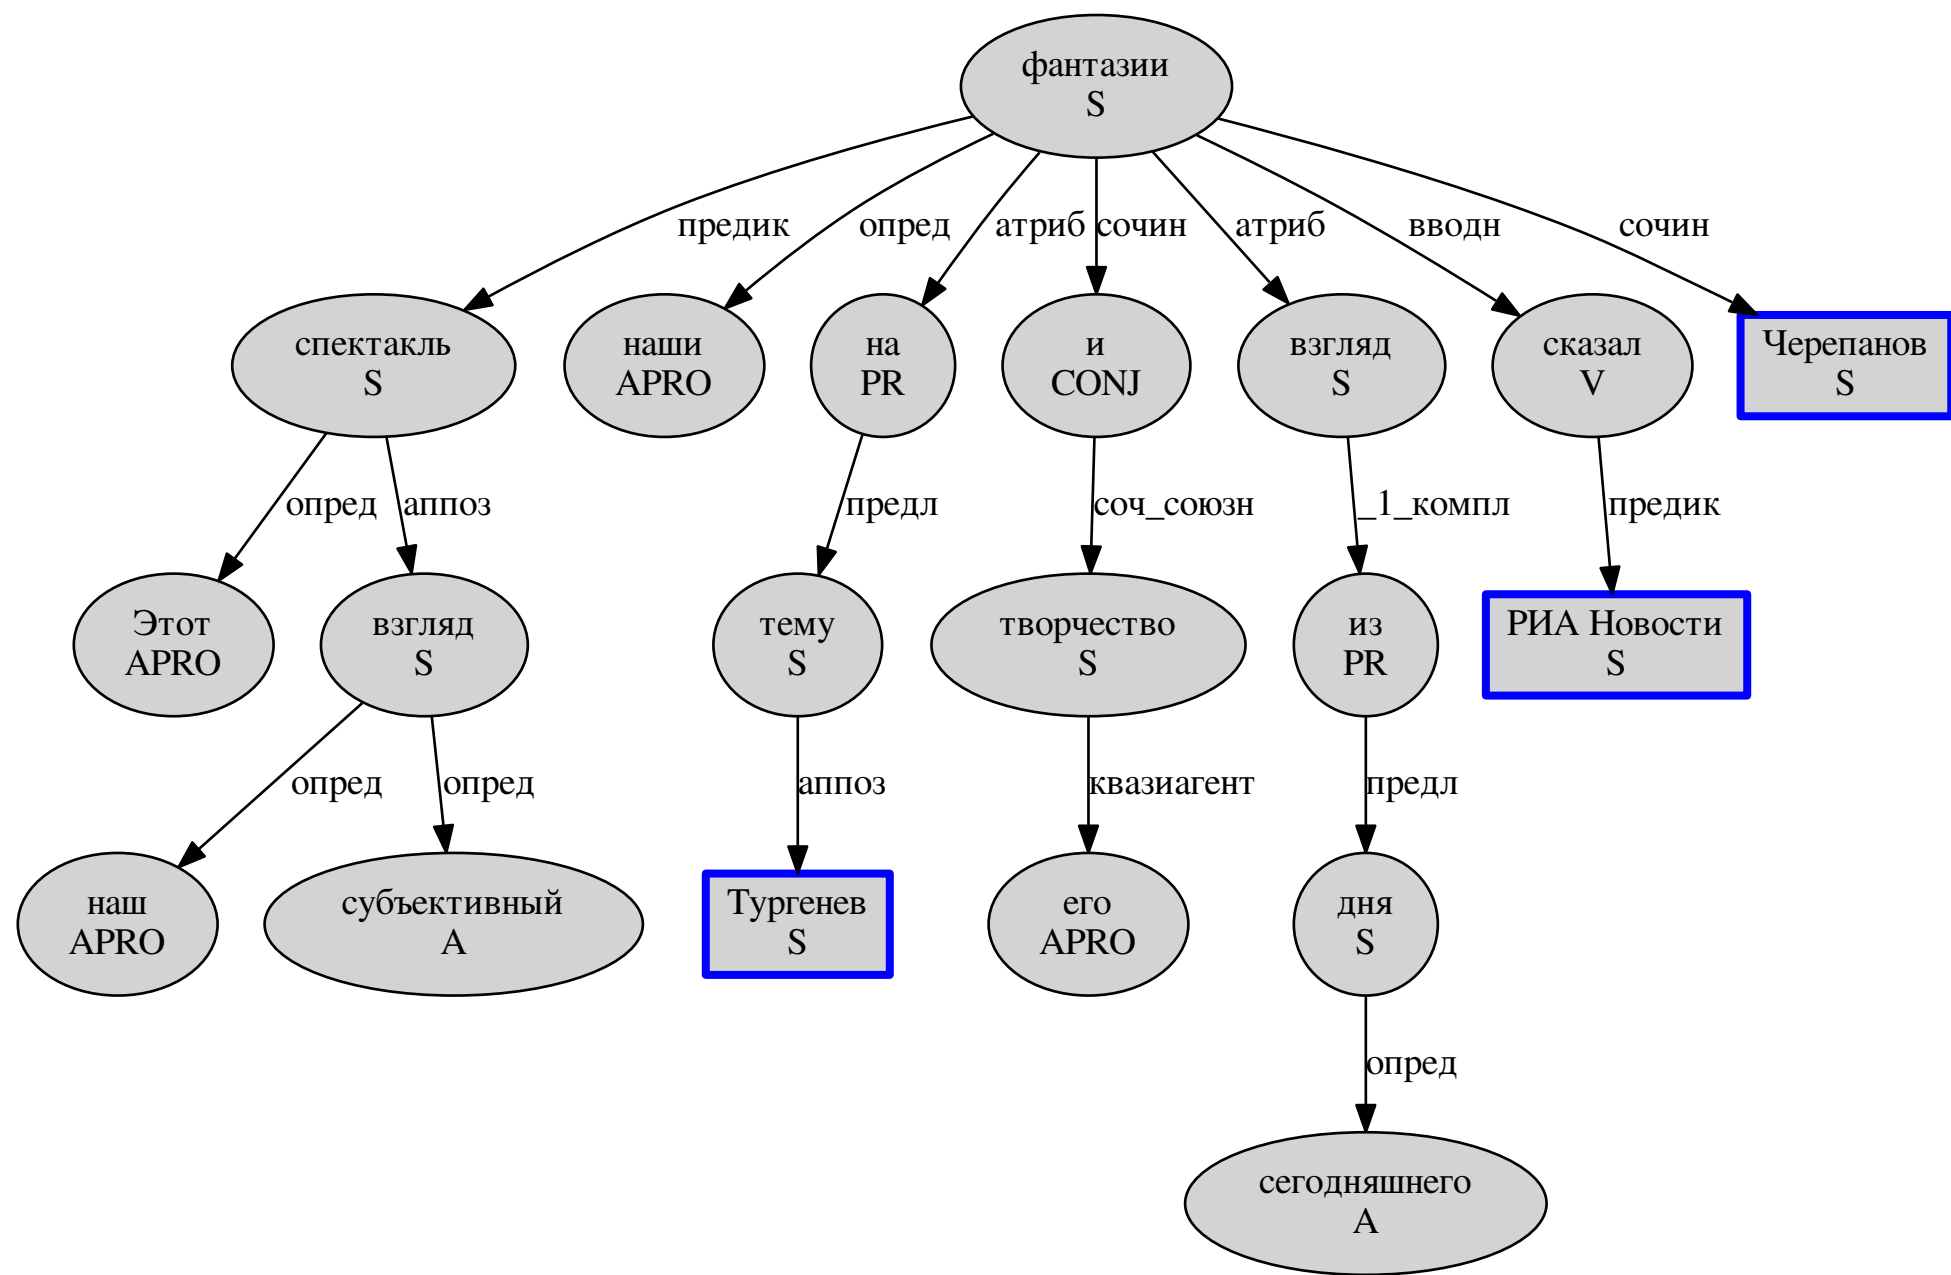 фантазии
S
предик
опред
атриб
сочин
атриб
вводн
сочин
спектакль
S
наши
APRO
на
PR
и
CONJ
взгляд
S
сказал
V
Черепанов
S
опред
аппоз
предл
соч_союзн
_1_компл
предик
Этот
APRO
взгляд
S
тему
S
творчество
S
из
PR
РИА Новости
S
опред
опред
аппоз
квазиагент
предл
наш
APRO
субъективный
A
Тургенев
S
его
APRO
дня
S
опред
сегодняшнего
A